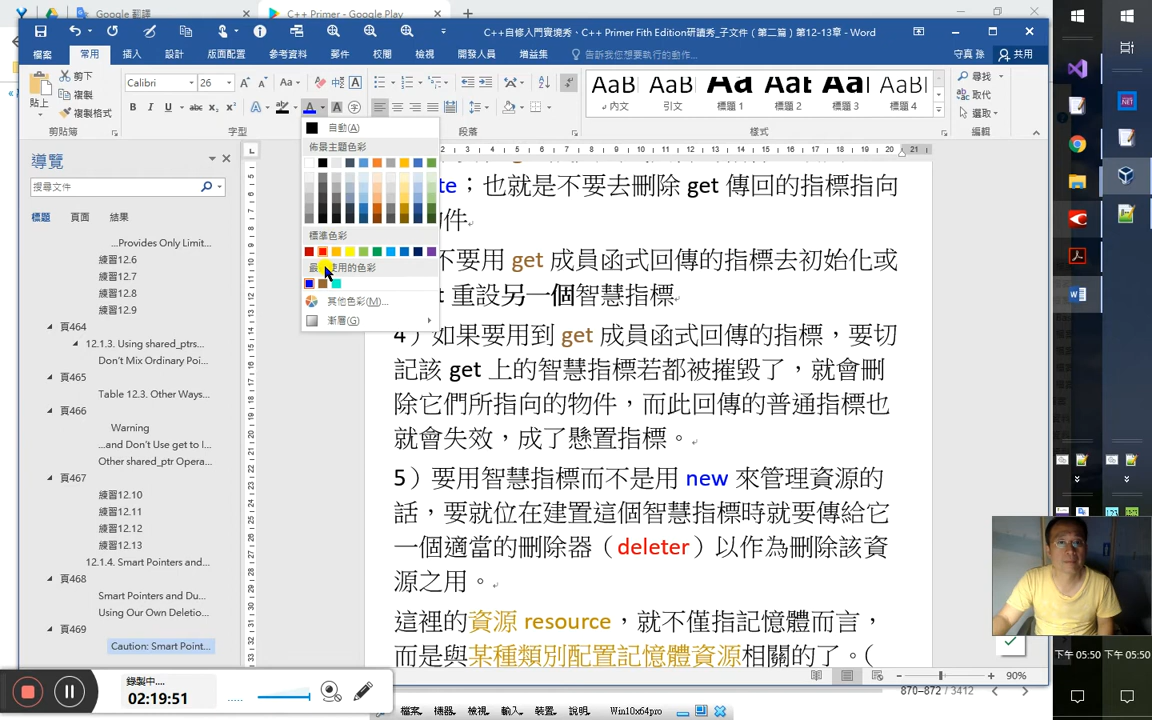 Google 翻譯
C++ Primer - Google Play
C++自修入門實境秀‧C++ Primer Fith Edition研讀秀_子文件（第二篇）12-13章 - Word
檔案 常用 插入 設計 版面配置 參考資料 郵件 校閱 檢視 開發人員 增益集 告訴我您想要執行的動作... 守真 孫 共用
貼上 剪下 複製 複製格式
Calibri 26
AaB AaB AaB AaB AaB AaBb
內文 引文 標題 1 標題 2 標題 3 標題 4
尋找 取代 選取
剪貼簿 字型 段落 樣式 編輯
自動(A)
佈景主題色彩
標準色彩
使用的色彩
其他色彩(M)...
漸層(G)
導覽
搜尋文件
標題 頁面 結果
...Provides Only Limit...
練習12.6
練習12.7
練習12.8
練習12.9
頁464
12.1.3. Using shared_ptrs...
Don't Mix Ordinary Poi...
頁465
Table 12.3. Other Ways...
頁466
Warning
...and Don't Use get to I...
Other shared_ptr Opera...
頁467
練習12.10
練習12.11
練習12.12
練習12.13
12.1.4. Smart Pointers and...
頁468
Smart Pointers and Du...
Using Our Own Deletio...
頁469
Caution: Smart Point...
te；也就是不要去刪除 get 傳回的指標指向
件。
不要用 get 成員函式回傳的指標去初始化或
t 重設另一個智慧指標
4）如果要用到 get 成員函式回傳的指標，要切
記該 get 上的智慧指標若都被摧毀了，就會刪
除它們所指向的物件，而此回傳的普通指標也
就會失效，成了懸置指標。
5）要用智慧指標而不是用 new 來管理資源的
話，要就位在建置這個智慧指標時就要傳給它
一個適當的刪除器（deleter）以作為刪除該資
源之用。
這裡的資源 resource，就不僅指記憶體而言，
而是與某種類別配置記憶體資源相關的了。（
90%
870–872 / 3412
錄製中...
02:19:51
檔案 機器 檢視 輸入 裝置 說明 Win10x64pro
下午 05:50 下午 05:50